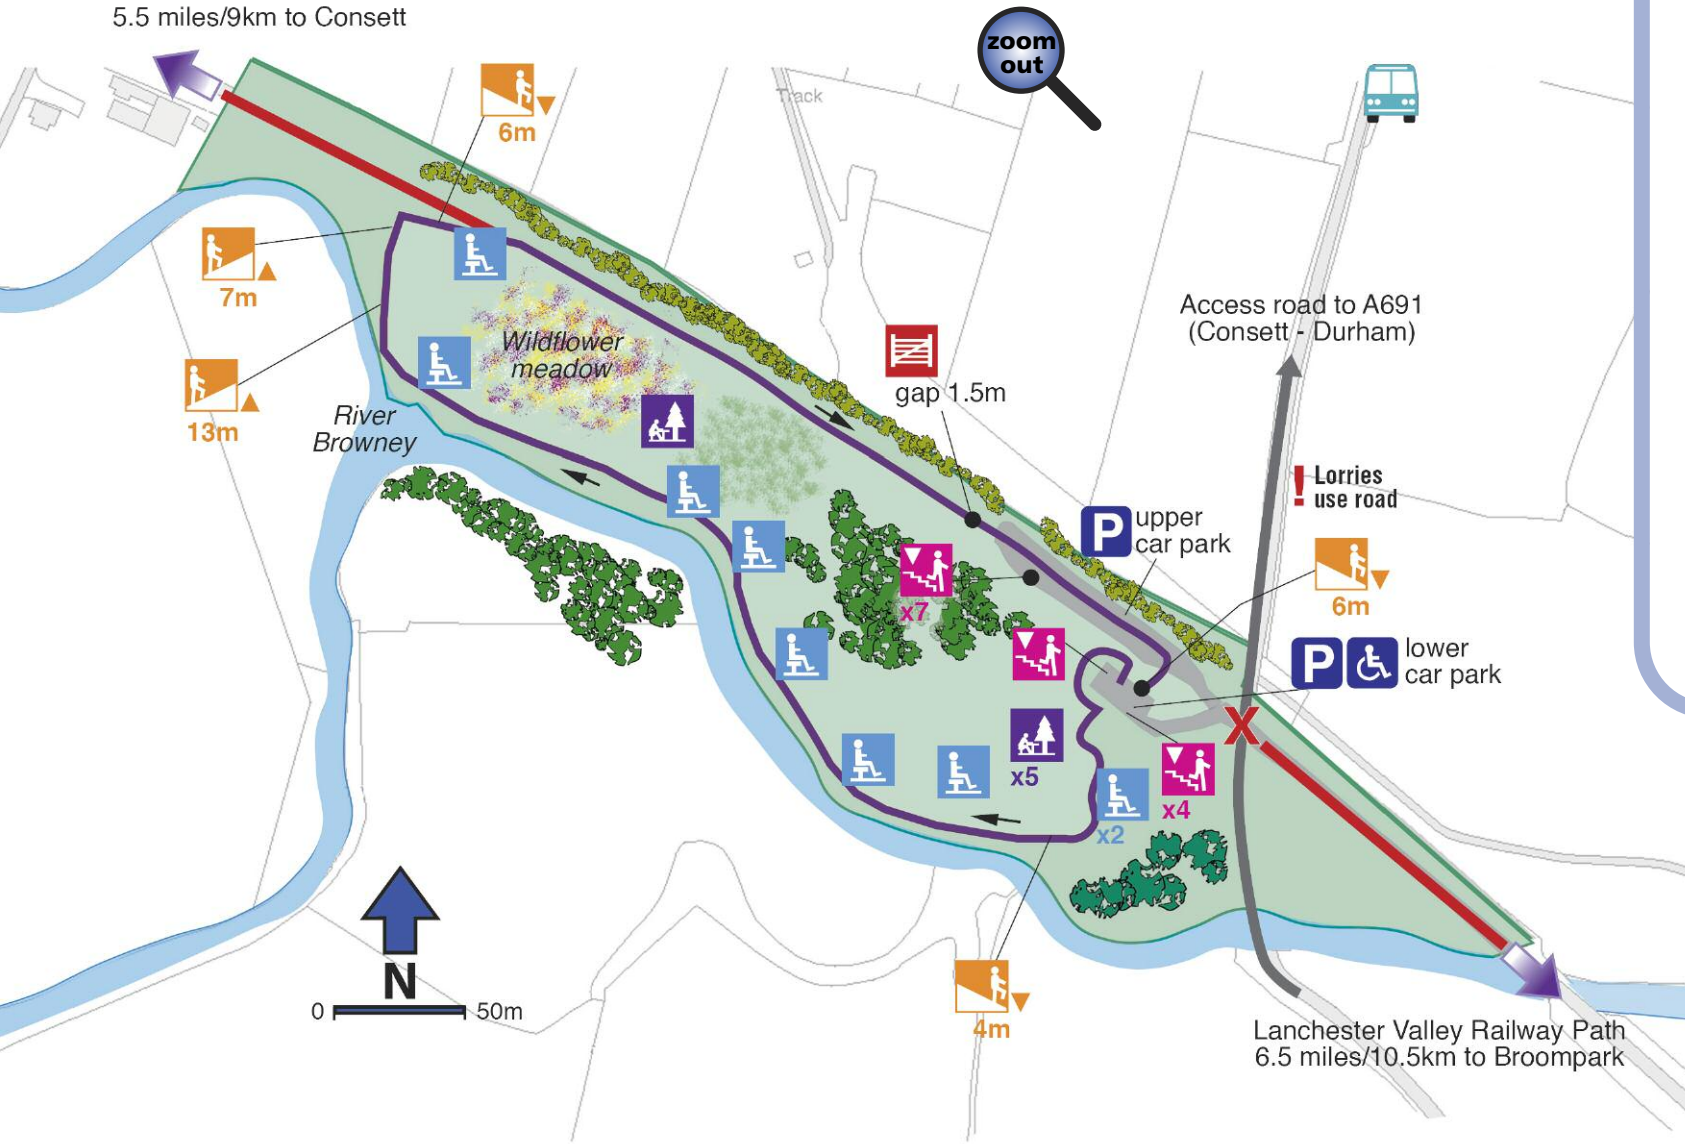 5.5 miles/9km to Consett
zoom
out
6m
Track
7m
Wildflower
meadow
Access road to A691
(Consett - Durham)
gap 1.5m
13m
River
Browney
! Lorries
use road
P upper
car park
x7
6m
P lower
car park
X
x5
x4
x2
N
0 50m
4m
Lanchester Valley Railway Path
6.5 miles/10.5km to Broompark